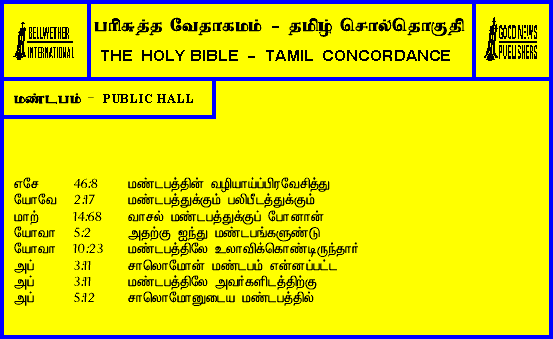 BELLWETHER INTERNATIONAL
பரிசுத்த வேதாகமம் - தமிழ் சொல்தொகுதி
THE HOLY BIBLE - TAMIL CONCORDANCE
GOOD NEWS PUBLISHERS
மண்டபம் - PUBLIC HALL
எசே 46:8 மண்டபத்தின் வழியாய்ப்பிரவேசித்து
யோவே 2:17 மண்டபத்துக்கும் பலிபீடத்துக்கும்
மாற் 14:68 வாசல் மண்டபத்துக்குப் போனான்
யோவா 5:2 அதற்கு ஐந்து மண்டபங்களுண்டு
யோவா 10:23 மண்டபத்திலே உலாவிக்கொண்டிருந்தார்
அப் 3:11 சாலொமோன் மண்டபம் என்னப்பட்ட
அப் 3:11 மண்டபத்திலே அவர்களிடத்திற்கு
அப் 5:12 சாலொமோனுடைய மண்டபத்தில்